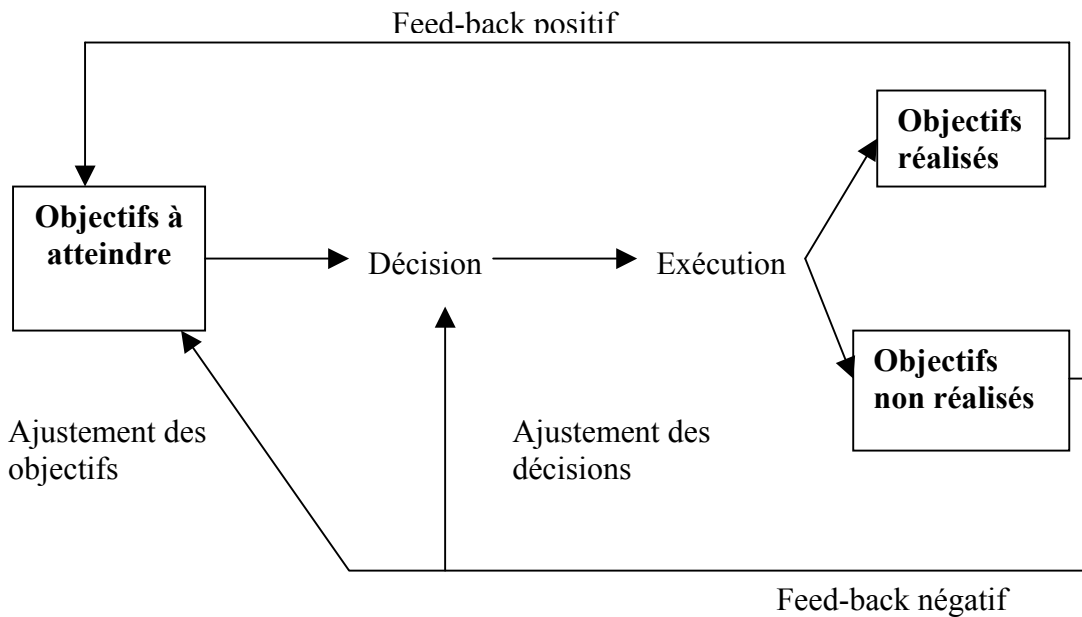 Feed-back positif
Objectifs
réalisés
Objectifs à
atteindre
Décision
Exécution
Objectifs
non réalisés
Ajustement des
objectifs
Ajustement des
décisions
Feed-back négatif